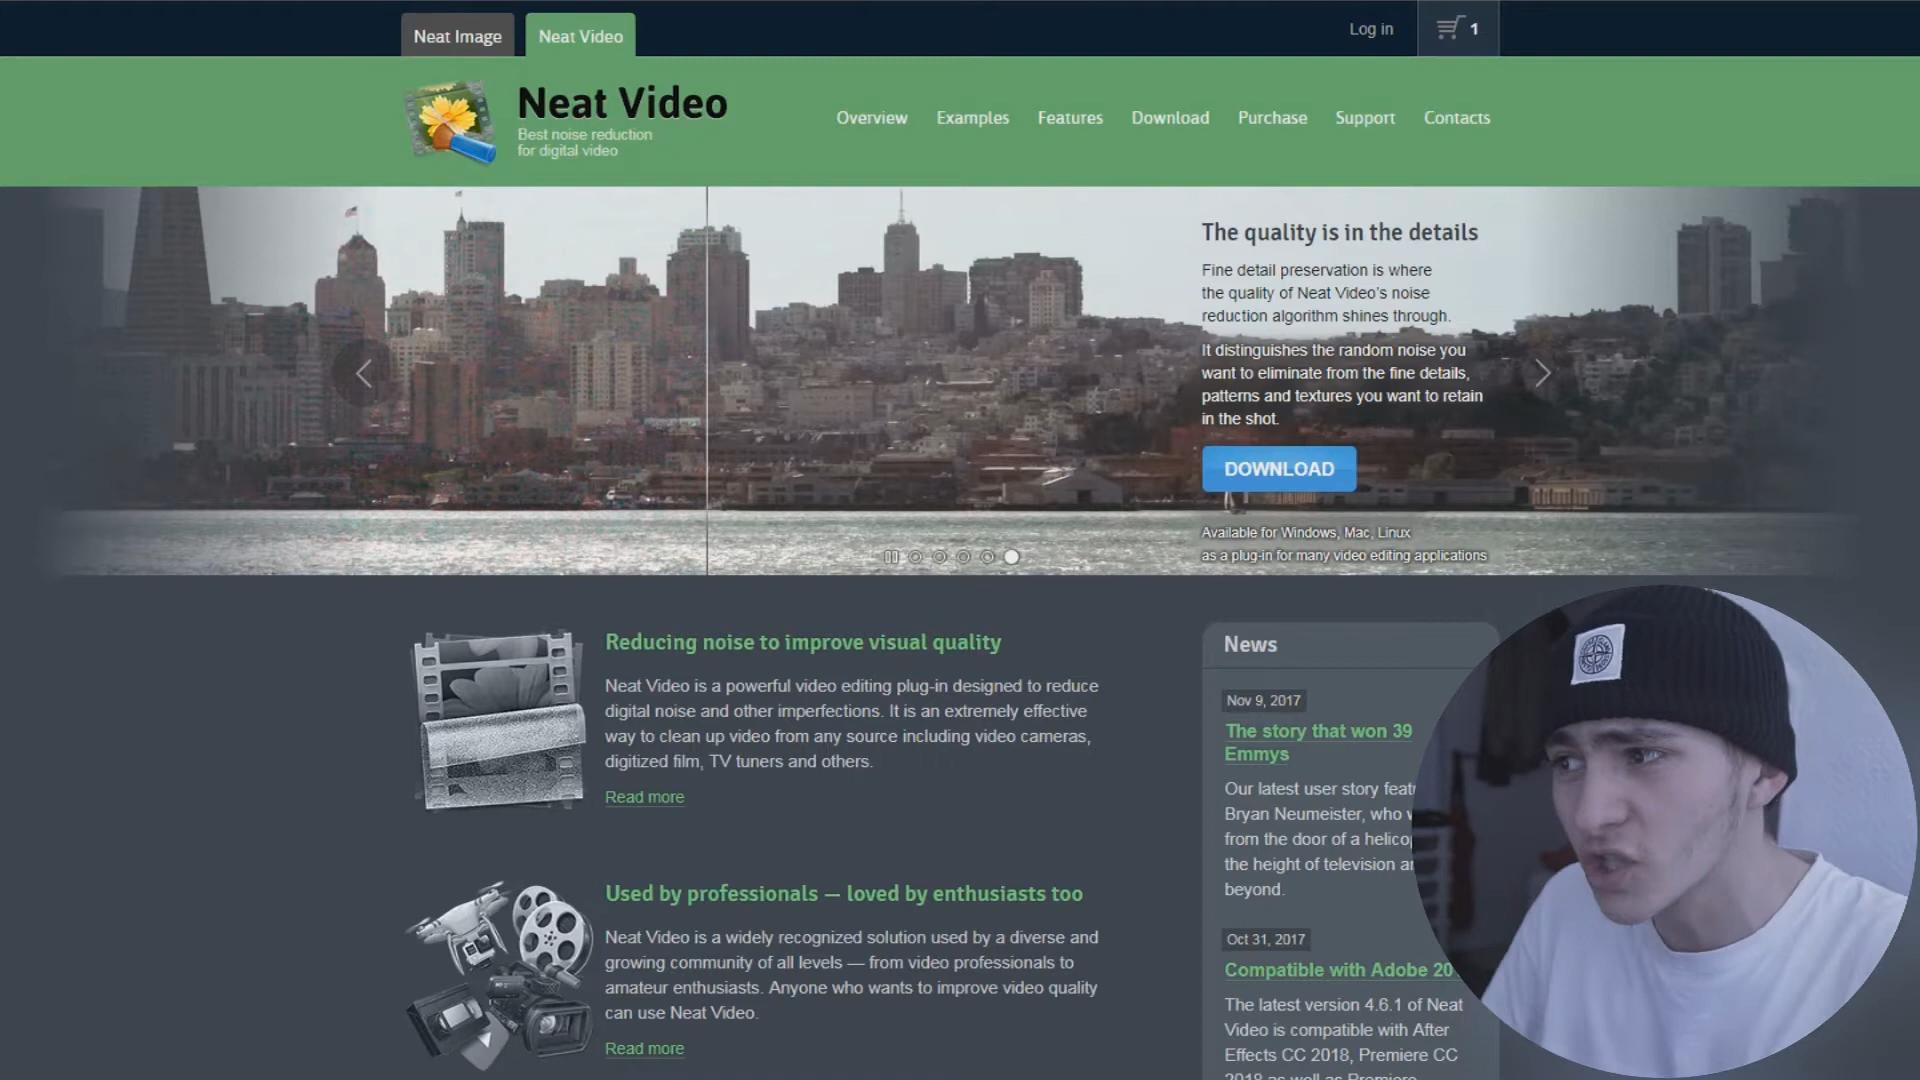 Neat Image
Neat Video
Log in
1
Neat Video
Best noise reduction
for digital video
Overview
Examples
Features
Download
Purchase
Support
Contacts
The quality is in the details
Fine detail preservation is where
the quality of Neat Video's noise
reduction algorithm shines through.
It distinguishes the random noise you
want to eliminate from the fine details,
patterns and textures you want to retain
in the shot.
DOWNLOAD
Available for Windows, Mac, Linux
as a plug-in for many video editing applications
Reducing noise to improve visual quality
Neat Video is a powerful video editing plug-in designed to reduce
digital noise and other imperfections. It is an extremely effective
way to clean up video from any source including video cameras,
digitized film, TV tuners and others.
Read more
Used by professionals — loved by enthusiasts too
Neat Video is a widely recognized solution used by a diverse and
growing community of all levels — from video professionals to
amateur enthusiasts. Anyone who wants to improve video quality
can use Neat Video.
Read more
News
Nov 9, 2017
The story that won 39
Emmys
Our latest user story
Bryan Neumeister, who
from the door of a
the height of television
beyond.
Oct 31, 2017
Compatible with Adobe
The latest version 4.6.1 of Neat
Video is compatible with After
Effects CC 2018, Premiere CC
2018 as well as Premiere